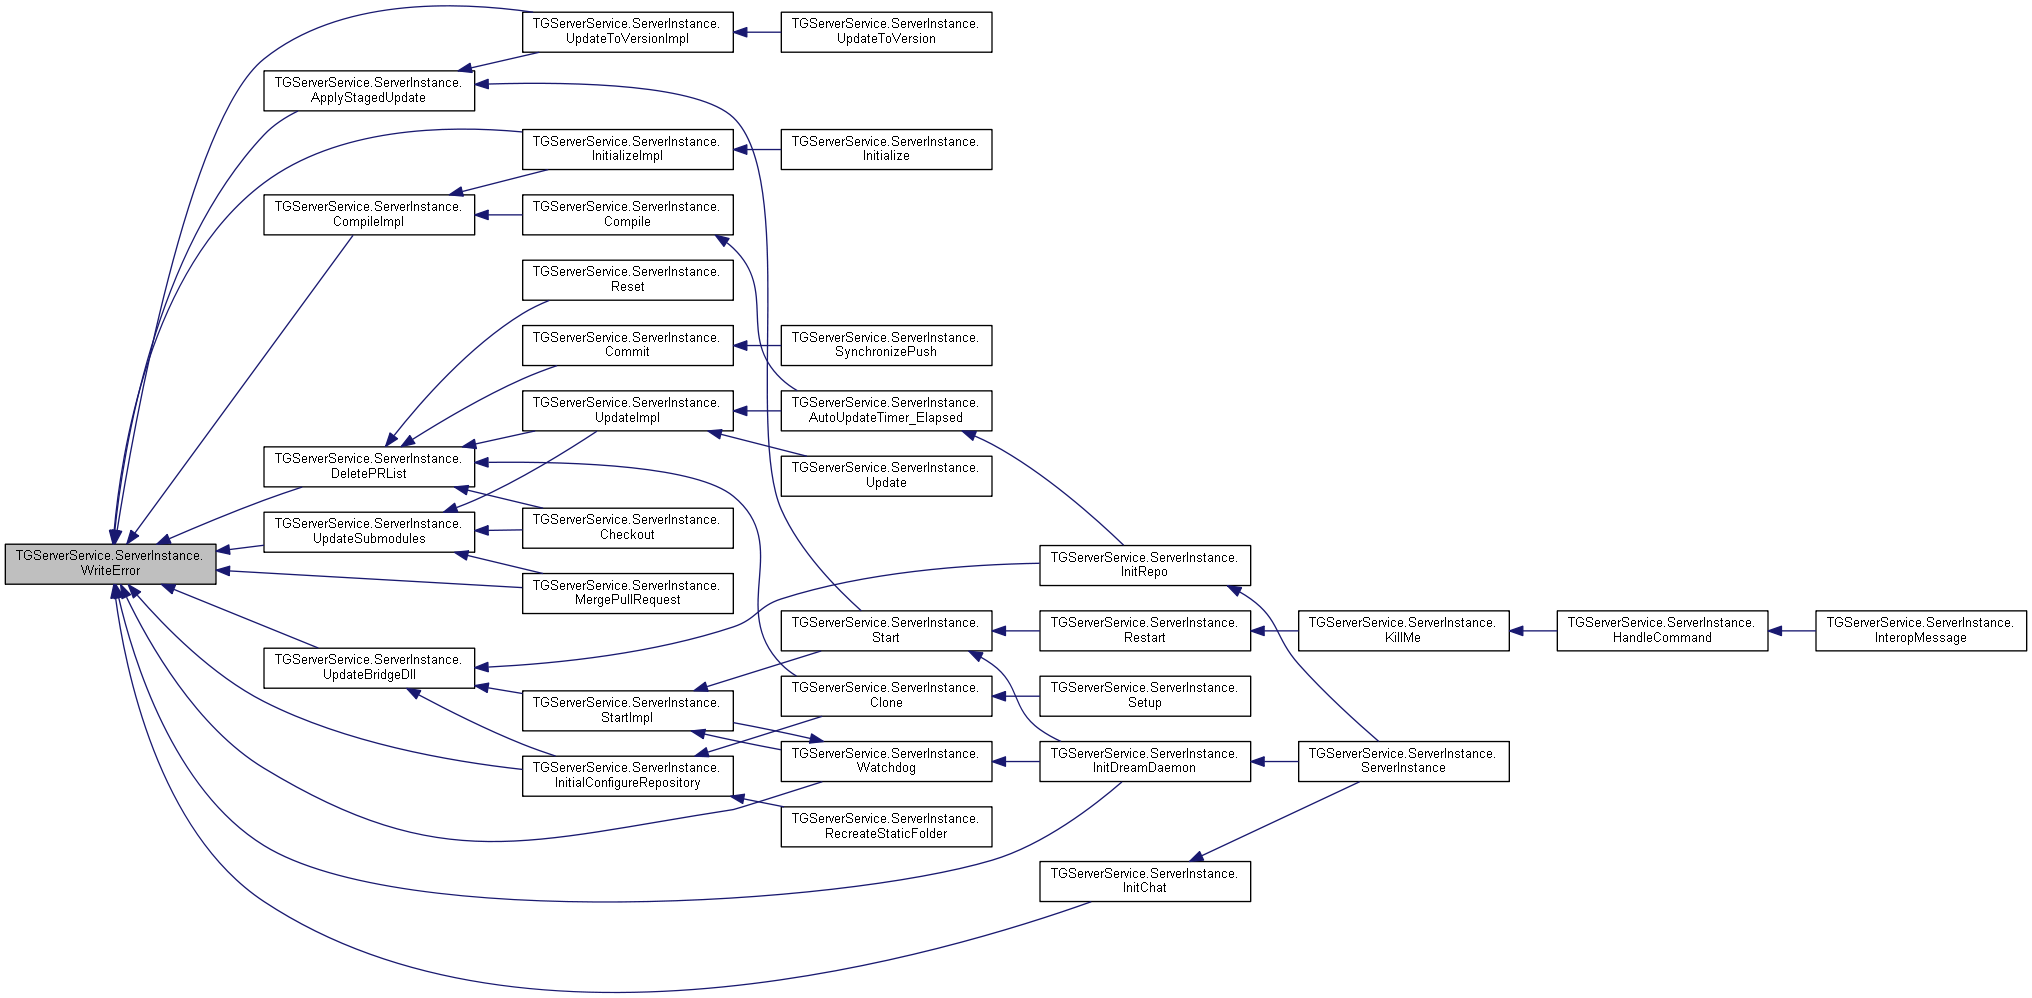 TGServerService.ServerInstance.
UpdateToVersionImpl
TGServerService.ServerInstance.
UpdateToVersion
TGServerService.ServerInstance.
ApplyStagedUpdate
TGServerService.ServerInstance.
InitializeImpl
TGServerService.ServerInstance.
Initialize
TGServerService.ServerInstance.
CompileImpl
TGServerService.ServerInstance.
Compile
TGServerService.ServerInstance.
Reset
TGServerService.ServerInstance.
Commit
TGServerService.ServerInstance.
SynchronizePush
TGServerService.ServerInstance.
UpdateImpl
TGServerService.ServerInstance.
AutoUpdateTimer_Elapsed
TGServerService.ServerInstance.
DeletePRList
TGServerService.ServerInstance.
Update
TGServerService.ServerInstance.
UpdateSubmodules
TGServerService.ServerInstance.
Checkout
TGServerService.ServerInstance.
WriteError
TGServerService.ServerInstance.
InitRepo
TGServerService.ServerInstance.
MergePullRequest
TGServerService.ServerInstance.
Start
TGServerService.ServerInstance.
Restart
TGServerService.ServerInstance.
KillMe
TGServerService.ServerInstance.
HandleCommand
TGServerService.ServerInstance.
InteropMessage
TGServerService.ServerInstance.
UpdateBridgeDll
TGServerService.ServerInstance.
StartImpl
TGServerService.ServerInstance.
Clone
TGServerService.ServerInstance.
Setup
TGServerService.ServerInstance.
InitialConfigureRepository
TGServerService.ServerInstance.
Watchdog
TGServerService.ServerInstance.
InitDreamDaemon
TGServerService.ServerInstance.
ServerInstance
TGServerService.ServerInstance.
RecreateStaticFolder
TGServerService.ServerInstance.
InitChat